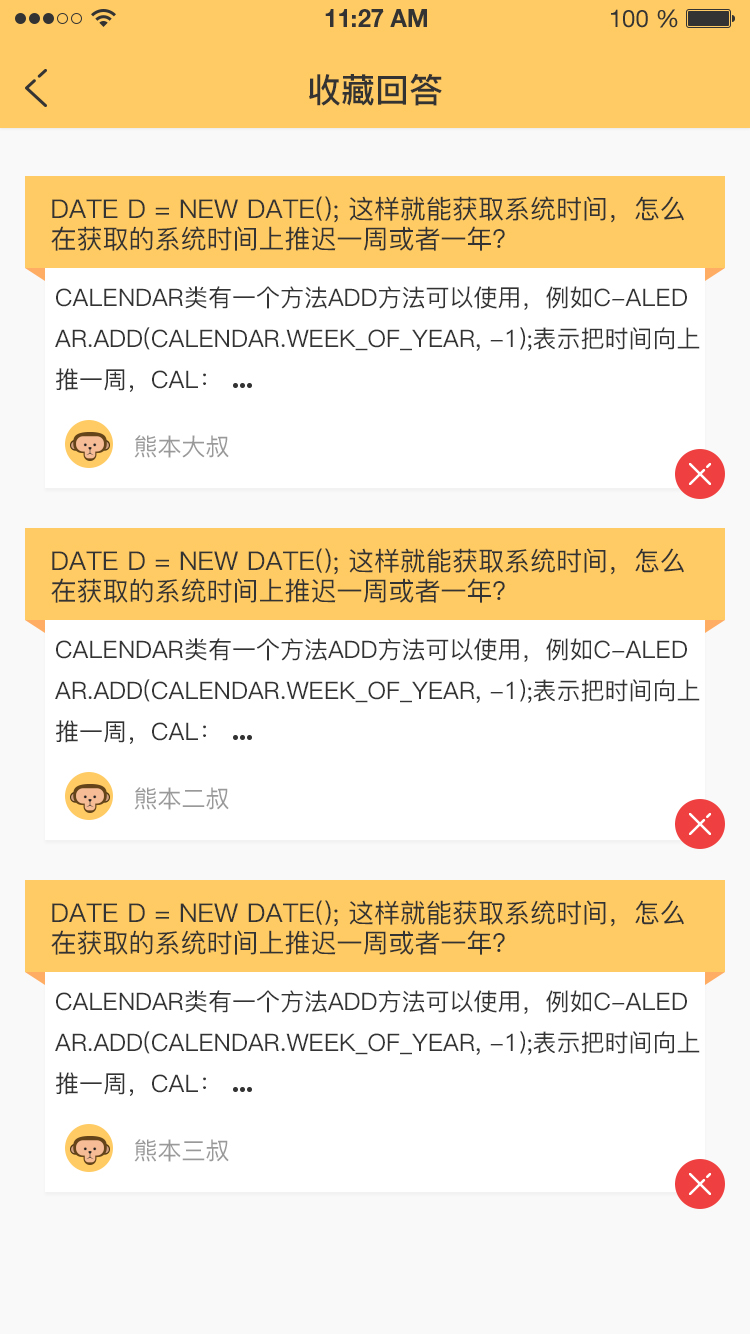 11:27 AM 100 %
收藏回答
DATE D = NEW DATE(); 这样就能获取系统时间，怎么
在获取的系统时间上推迟一周或者一年？
CALENDAR类有一个方法ADD方法可以使用，例如C-ALED
AR.ADD(CALENDAR.WEEK_OF_YEAR, -1);表示把时间向上
推一周，CAL： ...
熊本大叔
DATE D = NEW DATE(); 这样就能获取系统时间，怎么
在获取的系统时间上推迟一周或者一年？
CALENDAR类有一个方法ADD方法可以使用，例如C-ALED
AR.ADD(CALENDAR.WEEK_OF_YEAR, -1);表示把时间向上
推一周，CAL： ...
熊本二叔
DATE D = NEW DATE(); 这样就能获取系统时间，怎么
在获取的系统时间上推迟一周或者一年？
CALENDAR类有一个方法ADD方法可以使用，例如C-ALED
AR.ADD(CALENDAR.WEEK_OF_YEAR, -1);表示把时间向上
推一周，CAL： ...
熊本三叔